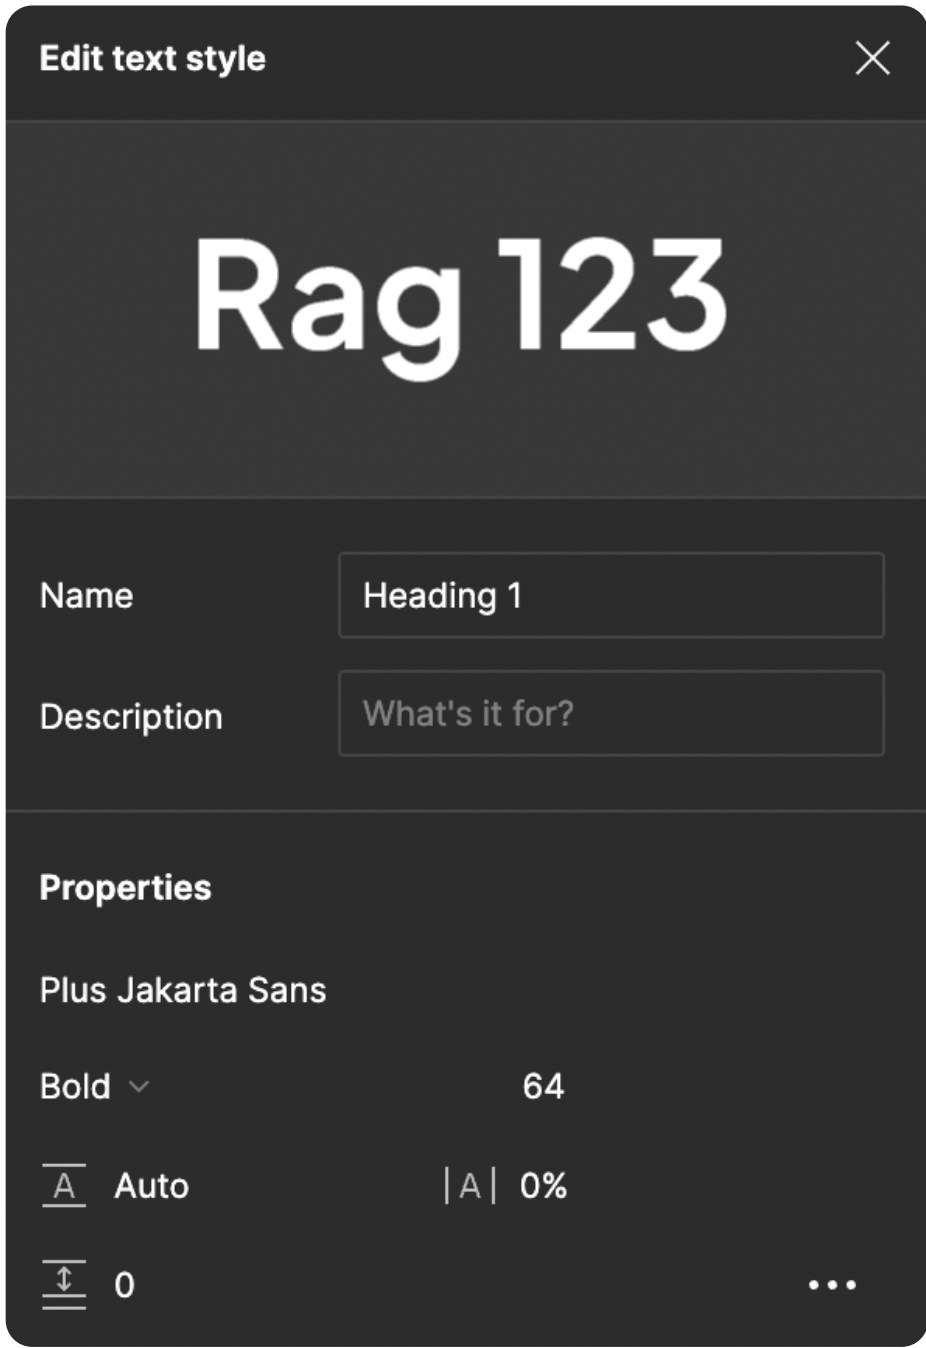 Edit text style
Rag 123
Name
Heading 1
Description
What's it for?
Properties
Plus Jakarta Sans
Bold 64
A Auto |A| 0%
0